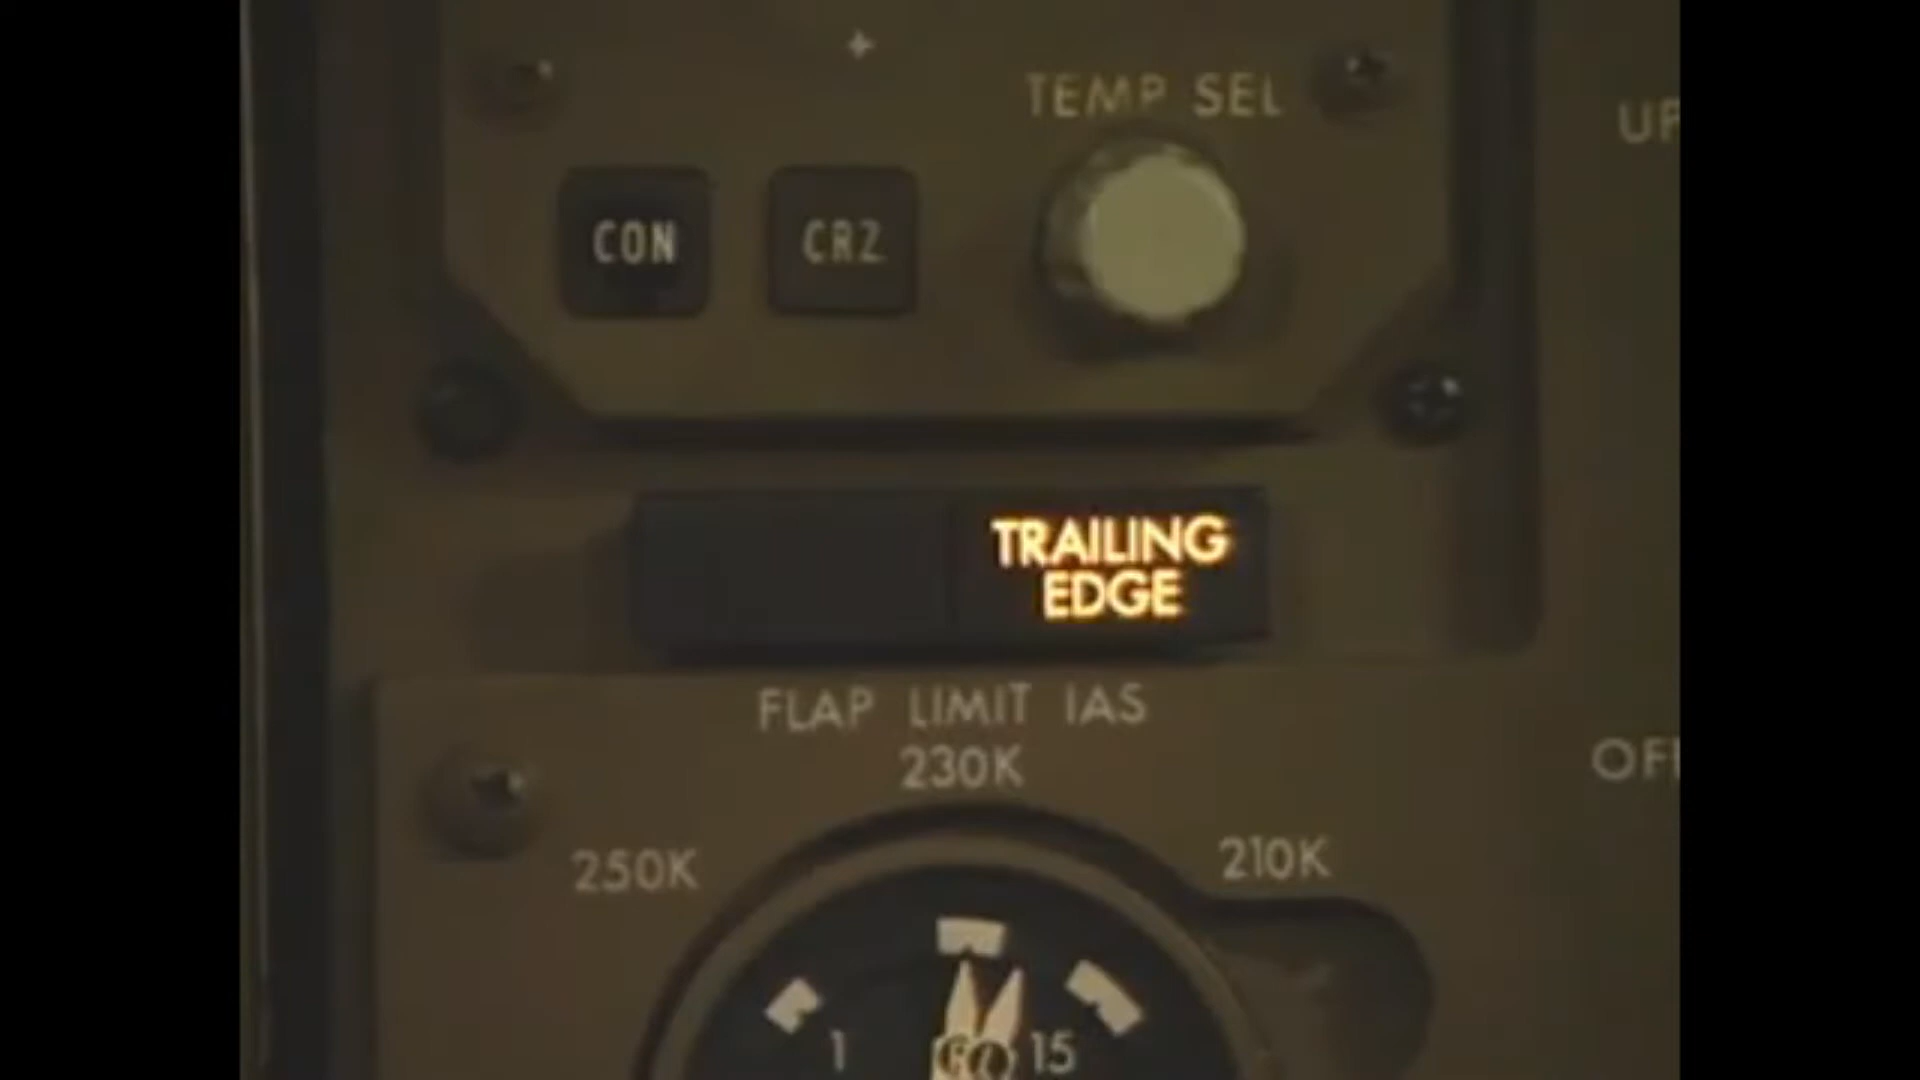 TEMP SEL
UP
CON
CRZ
TRAILING
EDGE
FLAP LIMIT IAS
230K
OFF
250K
210K
1
15
R L